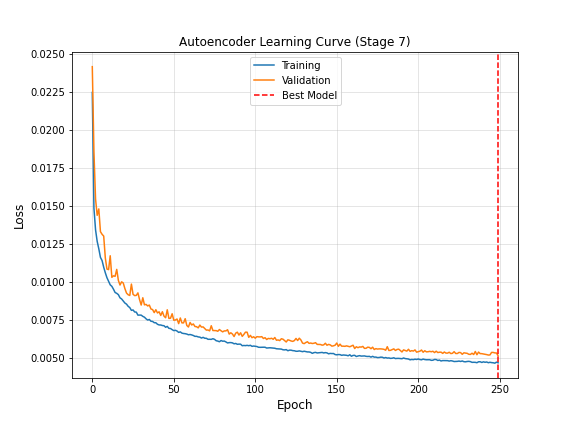 Autoencoder Learning Curve (Stage 7)
Training
Validation
Best Model
Loss
0.0250
0.0225
0.0200
0.0175
0.0150
0.0125
0.0100
0.0075
0.0050
0 50 100 150 200 250
Epoch